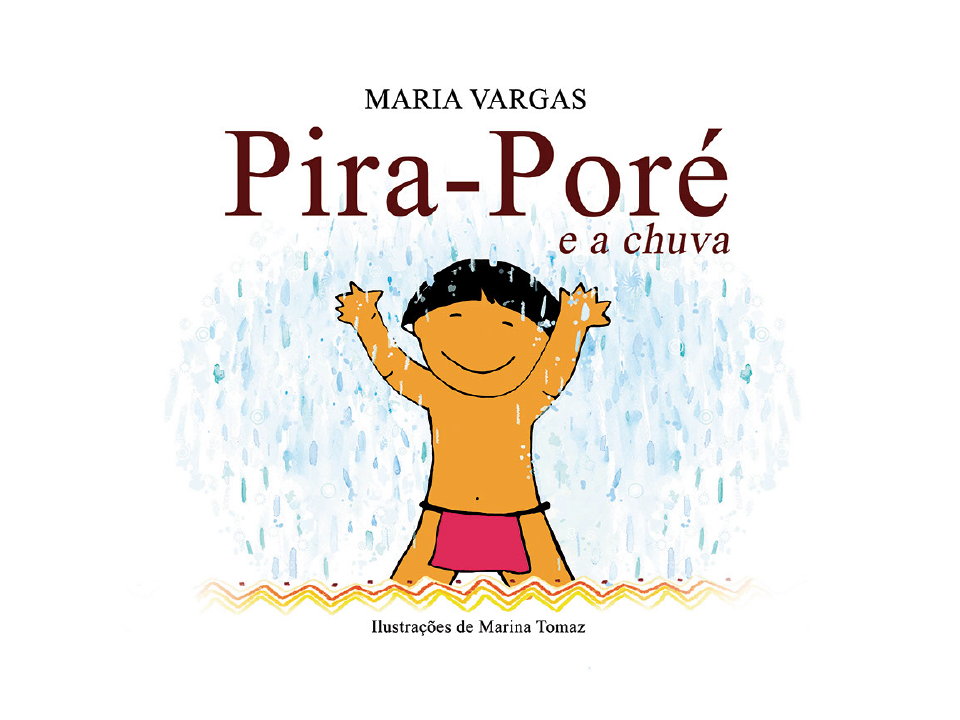 MARIA VARGAS
Pira-Poré
e a chuva
Ilustrações de Marina Tomaz